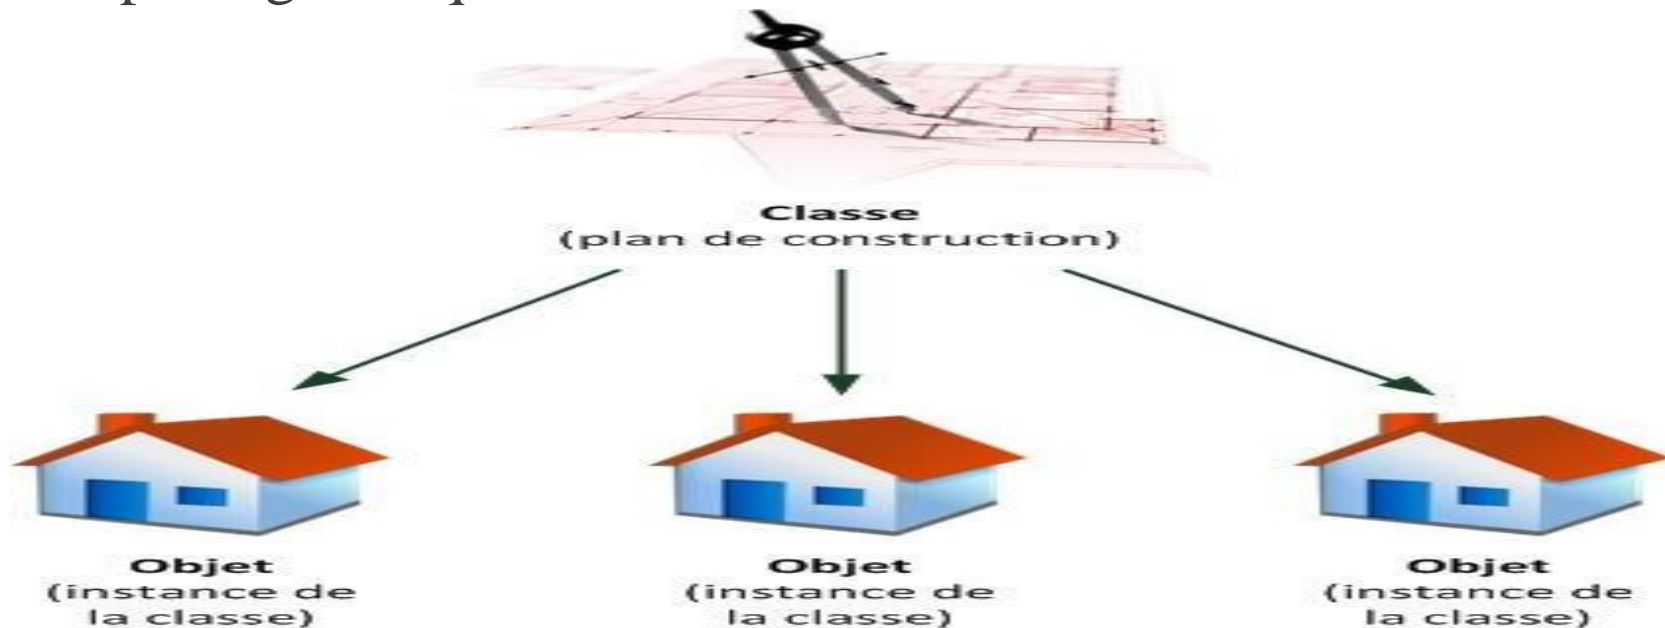 Classe
(plan de construction)
Objet
(instance de
la classe)
Objet
(instance de
la classe)
Objet
(instance de
la classe)